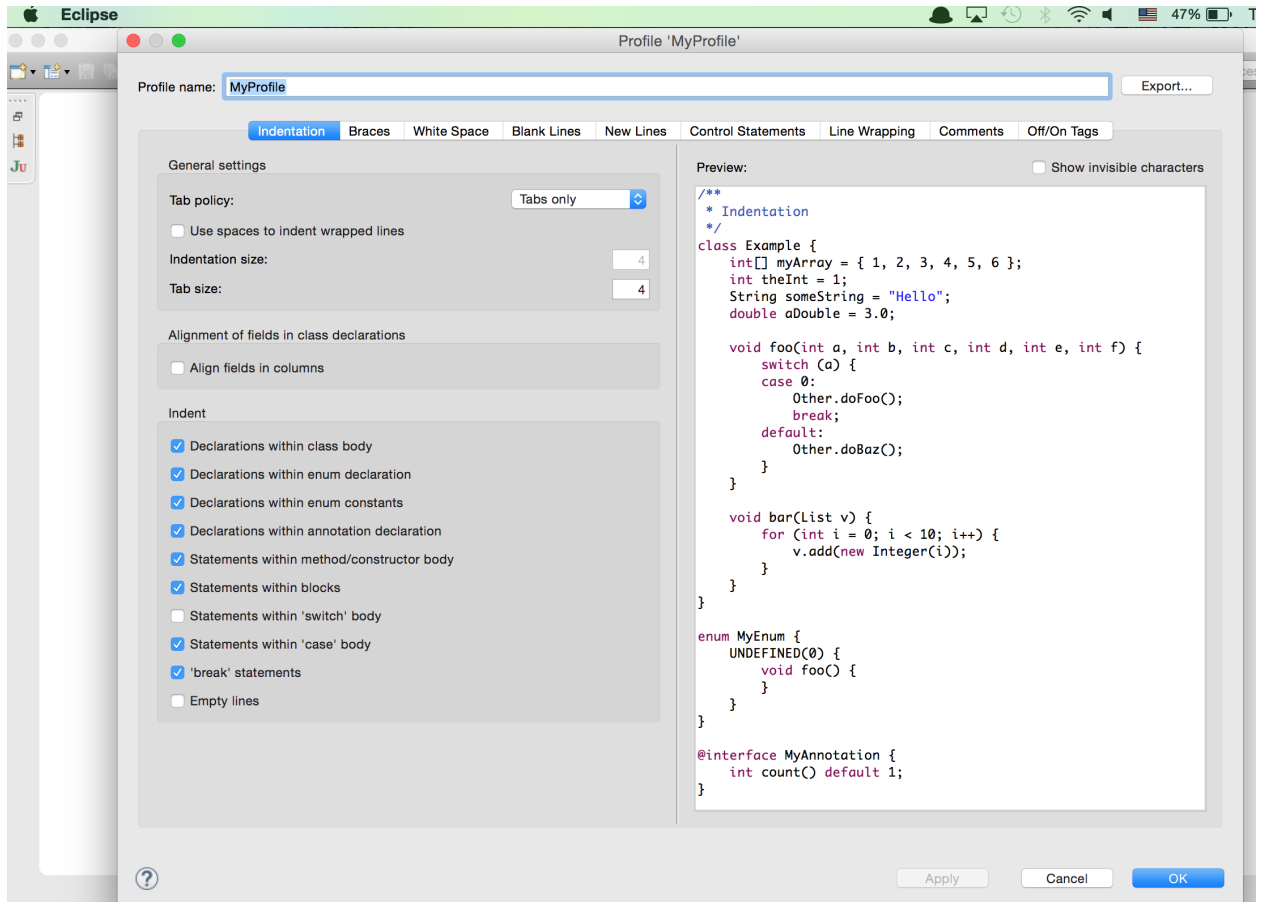 Eclipse
47%
Profile 'MyProfile'
Profile name: MyProfile Export...
Indentation Braces White Space Blank Lines New Lines Control Statements Line Wrapping Comments Off/On Tags
General settings
Tab policy: Tabs only
Use spaces to indent wrapped lines
Indentation size: 4
Tab size: 4
Alignment of fields in class declarations
Align fields in columns
Indent
Declarations within class body
Declarations within enum declaration
Declarations within enum constants
Declarations within annotation declaration
Statements within method/constructor body
Statements within blocks
Statements within 'switch' body
Statements within 'case' body
'break' statements
Empty lines
Preview: Show invisible characters
/**
 * Indentation
 */
class Example {
    int[] myArray = { 1, 2, 3, 4, 5, 6 };
    int theInt = 1;
    String someString = "Hello";
    double aDouble = 3.0;

    void foo(int a, int b, int c, int d, int e, int f) {
        switch (a) {
        case 0:
            Other.doFoo();
            break;
        default:
            Other.doBaz();
        }
    }

    void bar(List v) {
        for (int i = 0; i < 10; i++) {
            v.add(new Integer(i));
        }
    }
}

enum MyEnum {
    UNDEFINED(0) {
        void foo() {
        }
    }
}

@interface MyAnnotation {
    int count() default 1;
}
Ju
? Apply Cancel OK